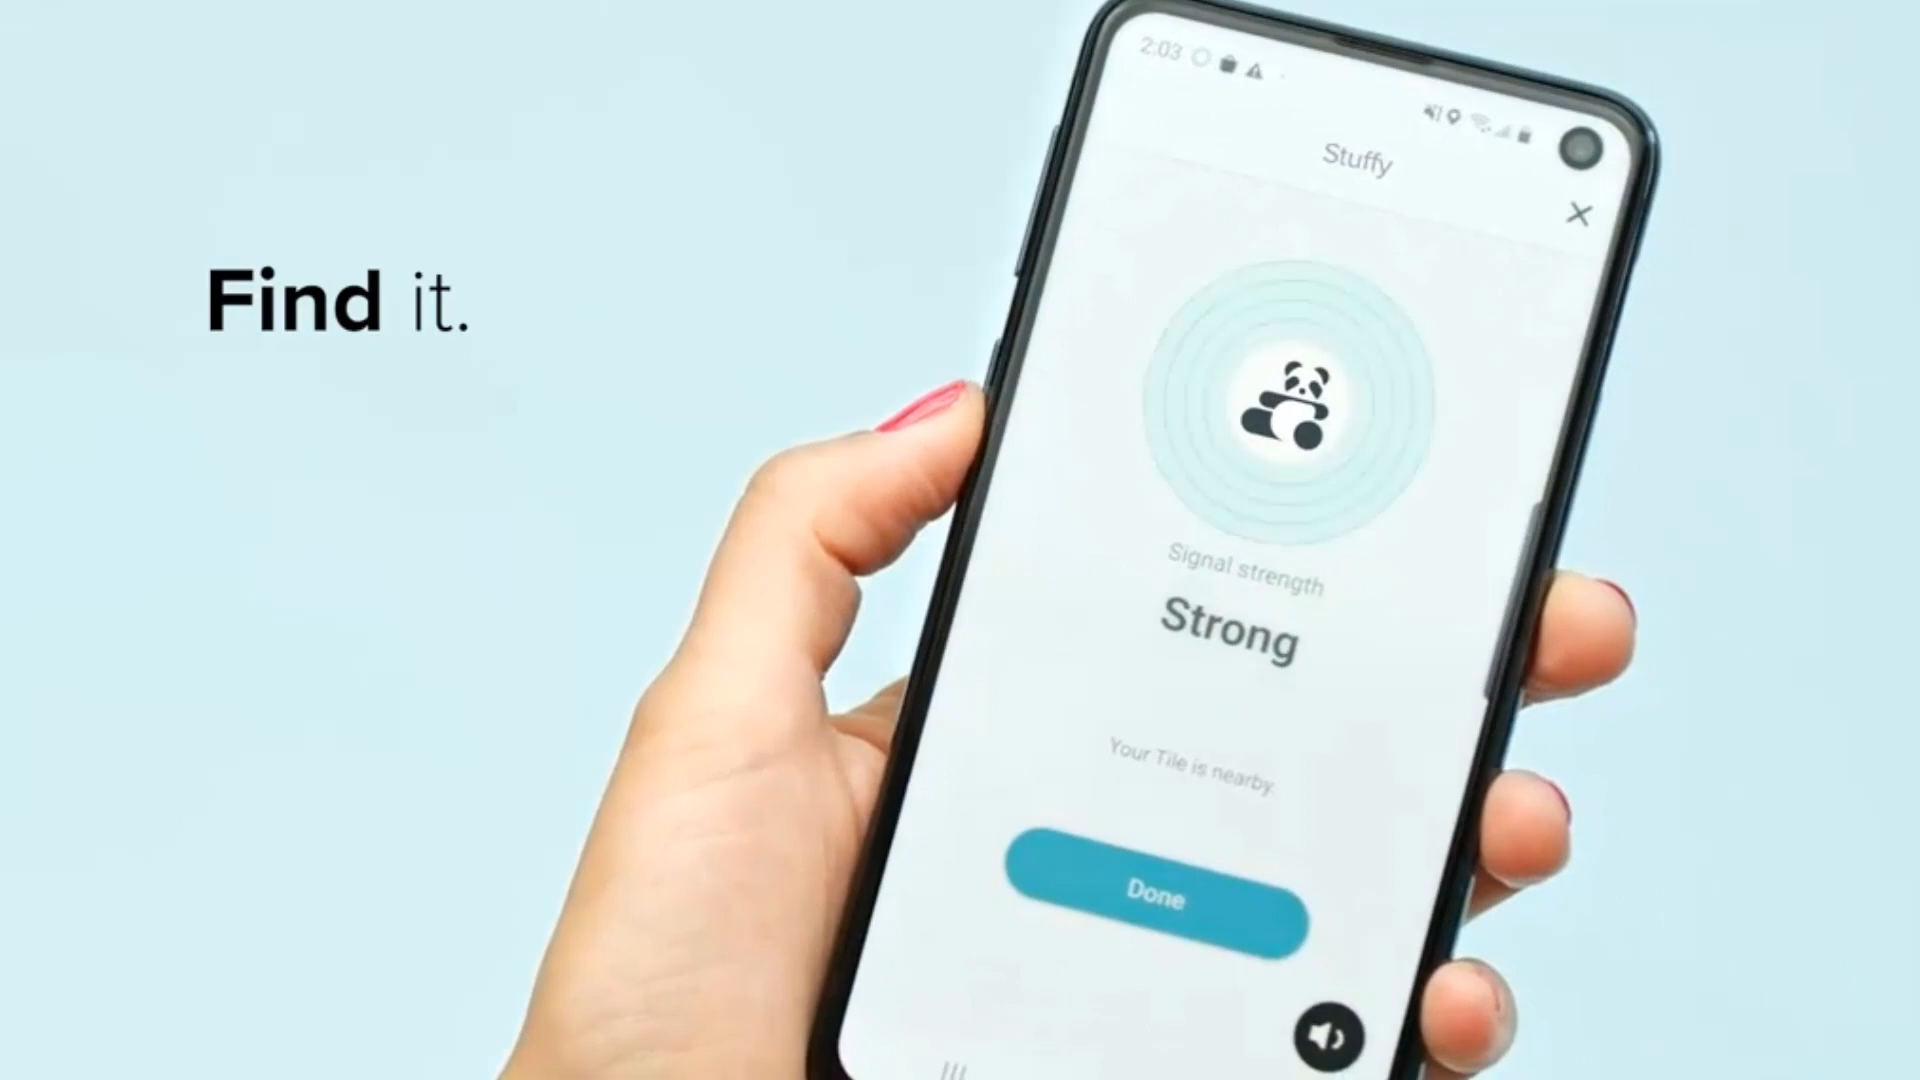 Find it.
2:03
Stuffy
Signal strength
Strong
Your Tile is nearby.
Done